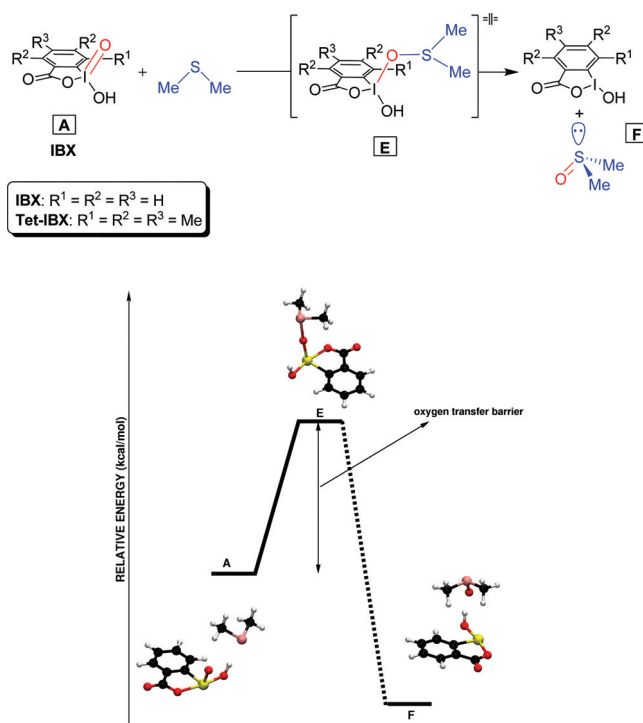 R³ R² O
R² R¹
O O–I OH
A
IBX
+
S
Me Me
R³ R² O S Me
R² R¹ Me
O O I OH
E
=||=
R³ R²
R² R¹
O O–I OH
F
+
••
O S Me
Me
IBX: R¹ = R² = R³ = H
Tet-IBX: R¹ = R² = R³ = Me
RELATIVE ENERGY (kcal/mol)
E
oxygen transfer barrier
A
F